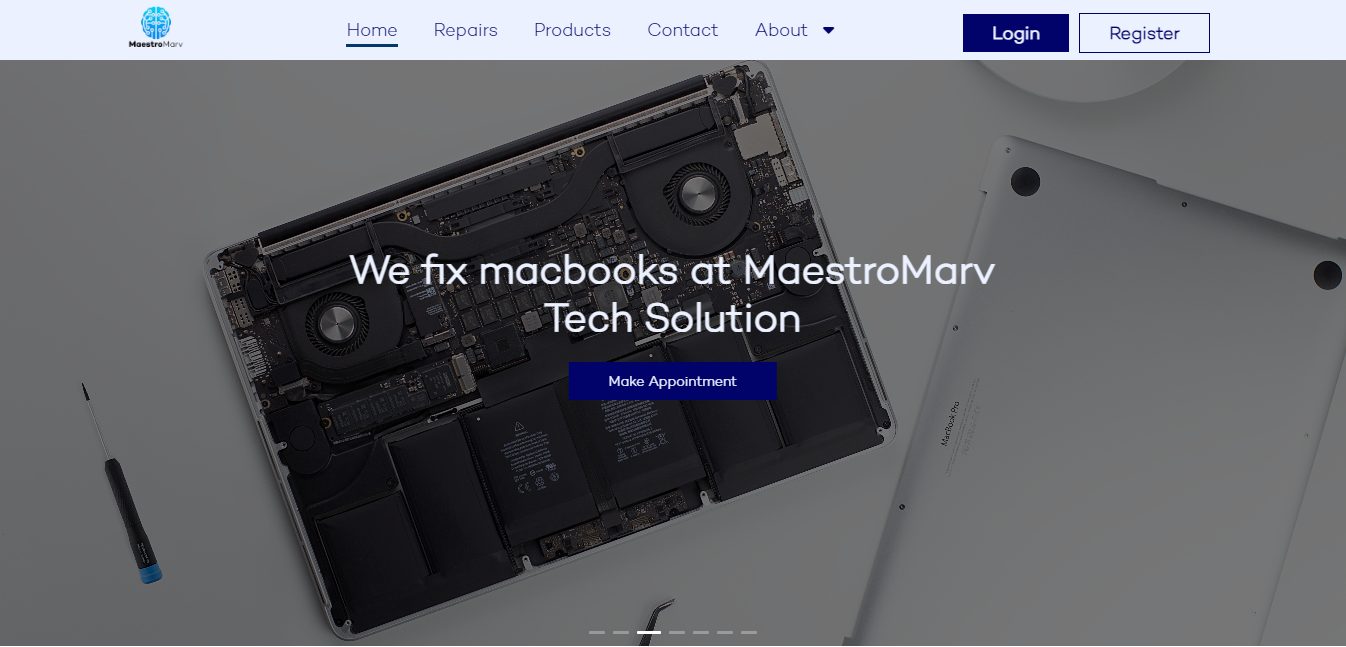 MaestroMarv
Home
Repairs
Products
Contact
About
Login
Register
We fix macbooks at MaestroMarv
Tech Solution
Make Appointment
MacBook Pro